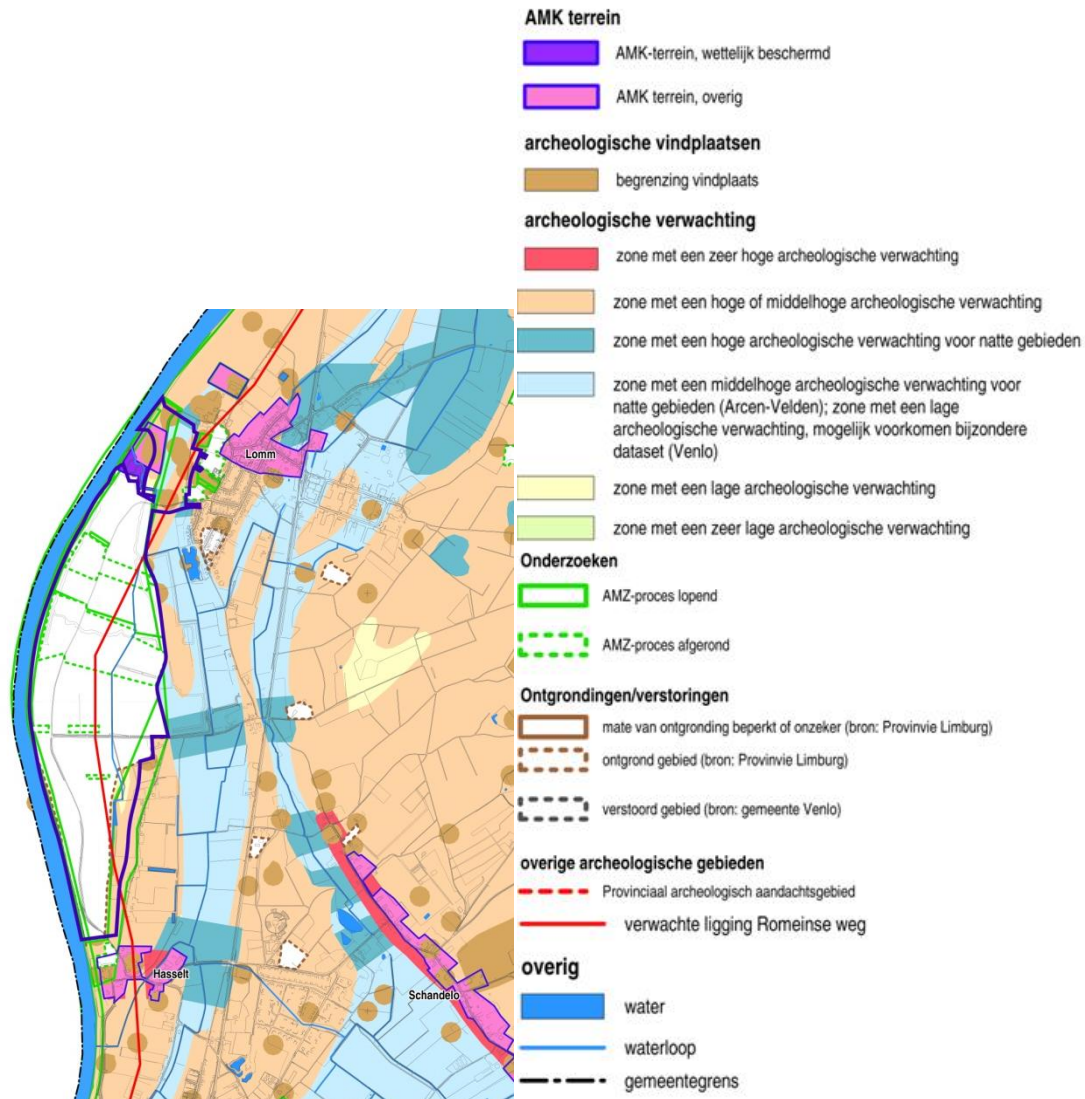 AMK terrein
AMK-terrein, wettelijk beschermd
AMK terrein, overig
archeologische vindplaatsen
begrenzing vindplaats
archeologische verwachting
zone met een zeer hoge archeologische verwachting
zone met een hoge of middelhoge archeologische verwachting
zone met een hoge archeologische verwachting voor natte gebieden
zone met een middelhoge archeologische verwachting voor
natte gebieden (Arcen-Velden); zone met een lage
archeologische verwachting, mogelijk voorkomen bijzondere
dataset (Venlo)
zone met een lage archeologische verwachting
zone met een zeer lage archeologische verwachting
Onderzoeken
AMZ-proces lopend
AMZ-proces afgerond
Ontgrondingen/verstoringen
mate van ontgronding beperkt of onzeker (bron: Provinvie Limburg)
ontgrond gebied (bron: Provinvie Limburg)
verstoord gebied (bron: gemeente Venlo)
overige archeologische gebieden
Provinciaal archeologisch aandachtsgebied
verwachte ligging Romeinse weg
overig
water
waterloop
gemeentegrens
Lomm
Hasselt
Schandelo